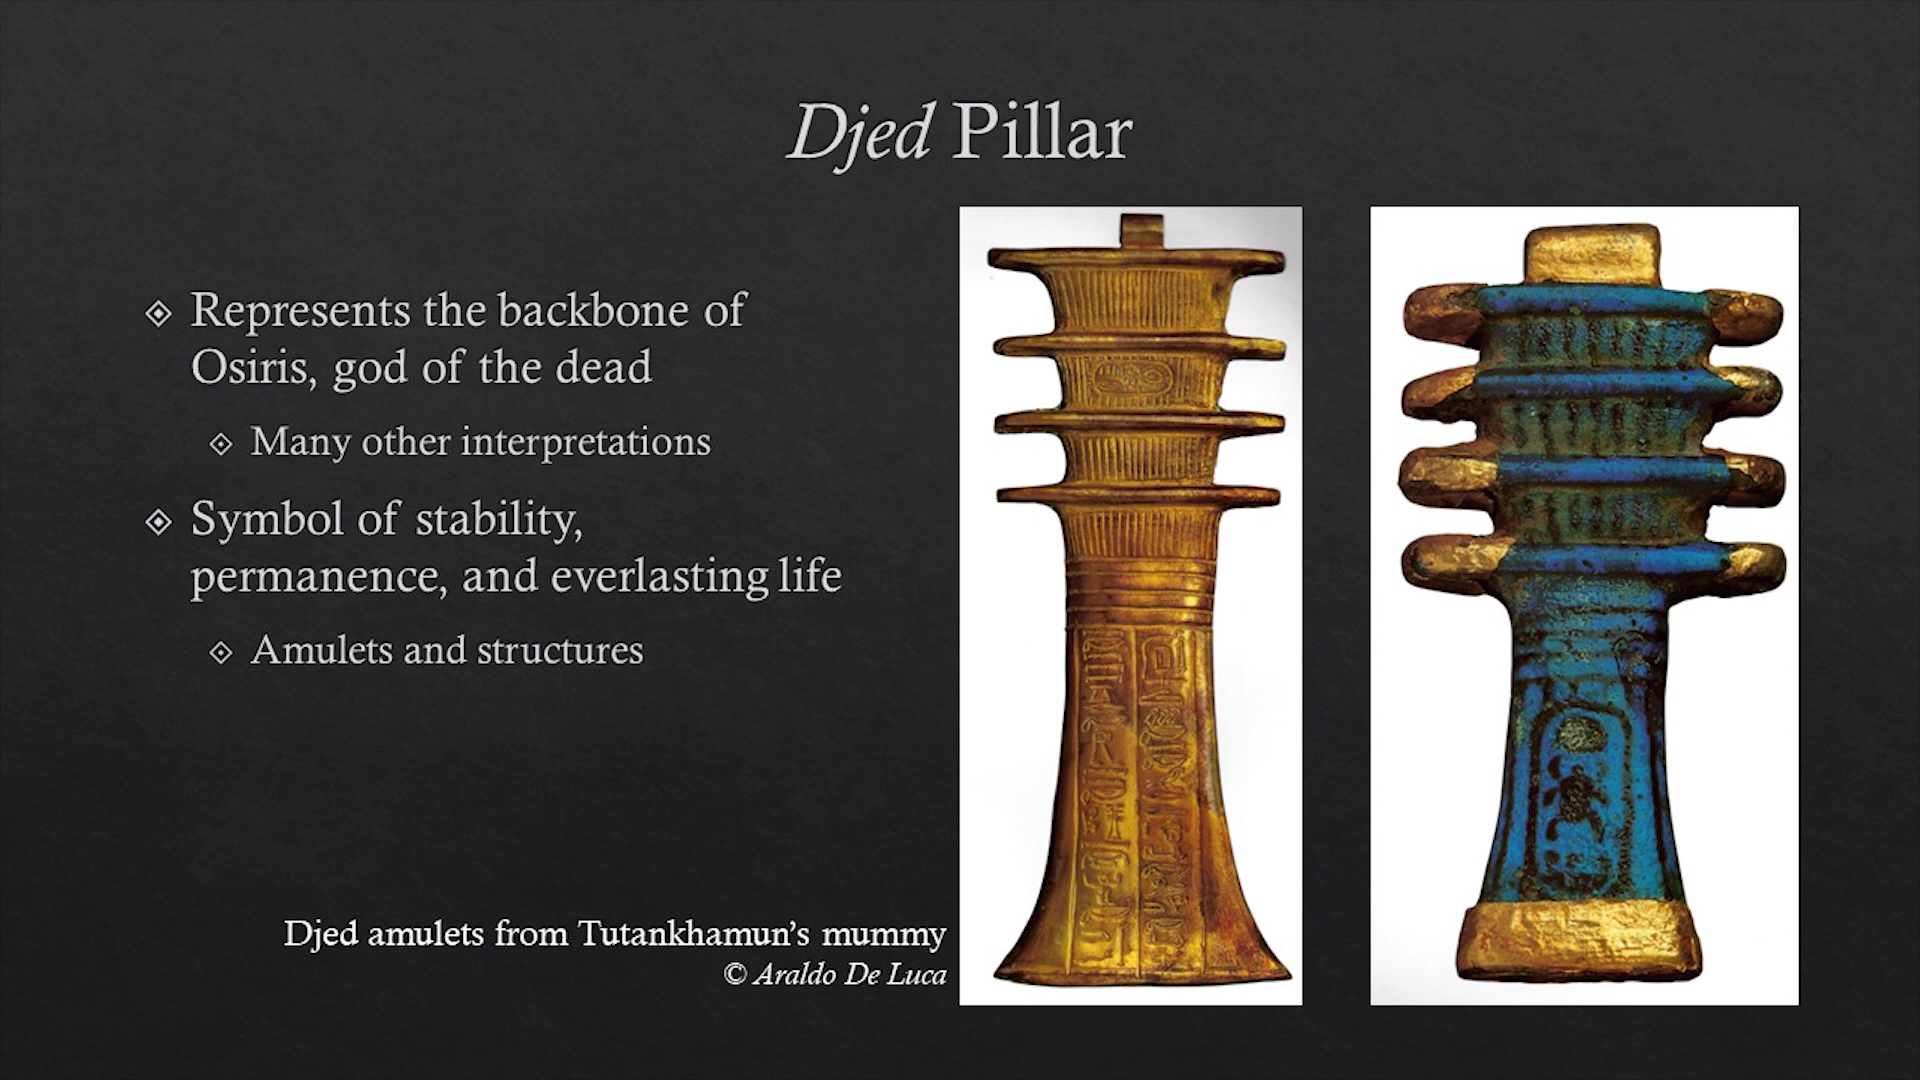 Djed Pillar
Represents the backbone of
Osiris, god of the dead
Many other interpretations
Symbol of stability,
permanence, and everlasting life
Amulets and structures
Djed amulets from Tutankhamun’s mummy
© Araldo De Luca